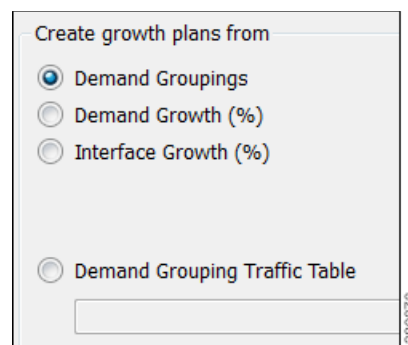 Create growth plans from
Demand Groupings
Demand Growth (%)
Interface Growth (%)
Demand Grouping Traffic Table